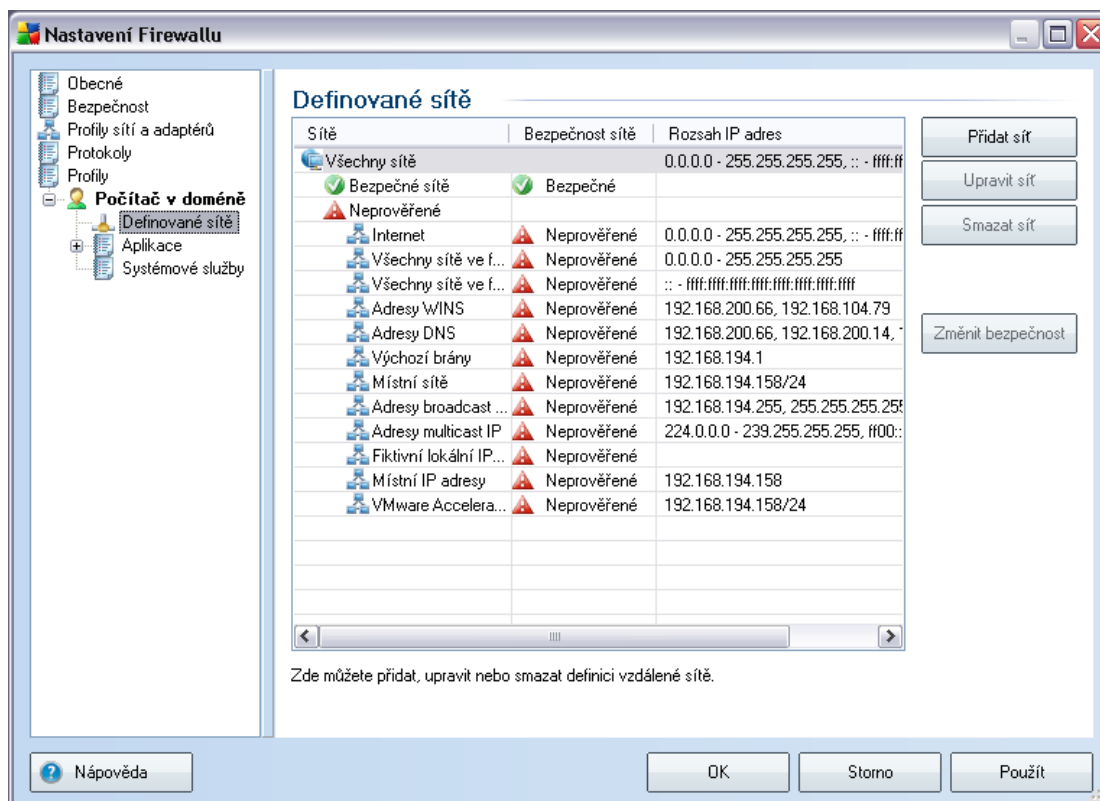 Nastavení Firewallu
Obecné
Bezpečnost
Profily sítí a adaptérů
Protokoly
Profily
Počítač v doméně
Definované sítě
Aplikace
Systémové služby
Definované sítě
Sítě Bezpečnost sítě Rozsah IP adres
Všechny sítě 0.0.0.0 - 255.255.255.255, :: - ffff:ff
Bezpečné sítě Bezpečné
Neprověřené
Internet Neprověřené 0.0.0.0 - 255.255.255.255, :: - ffff:ff
Všechny sítě ve f... Neprověřené 0.0.0.0 - 255.255.255.255
Všechny sítě ve f... Neprověřené :: - ffff:ffff:ffff:ffff:ffff:ffff:ffff:ffff
Adresy WINS Neprověřené 192.168.200.66, 192.168.104.79
Adresy DNS Neprověřené 192.168.200.66, 192.168.200.14,
Výchozí brány Neprověřené 192.168.194.1
Místní sítě Neprověřené 192.168.194.158/24
Adresy broadcast ... Neprověřené 192.168.194.255, 255.255.255.255
Adresy multicast IP Neprověřené 224.0.0.0 - 239.255.255.255, ff00::
Fiktivní lokální IP... Neprověřené
Místní IP adresy Neprověřené 192.168.194.158
VMware Accelera... Neprověřené 192.168.194.158/24
Přidat síť
Upravit síť
Smazat síť
Změnit bezpečnost
Zde můžete přidat, upravit nebo smazat definici vzdálené sítě.
Nápověda
OK
Storno
Použít